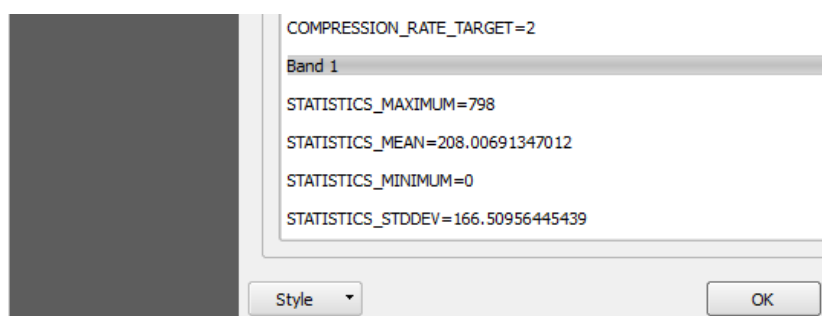 COMPRESSION_RATE_TARGET=2
Band 1
STATISTICS_MAXIMUM=798
STATISTICS_MEAN=208.00691347012
STATISTICS_MINIMUM=0
STATISTICS_STDDEV=166.50956445439
Style OK